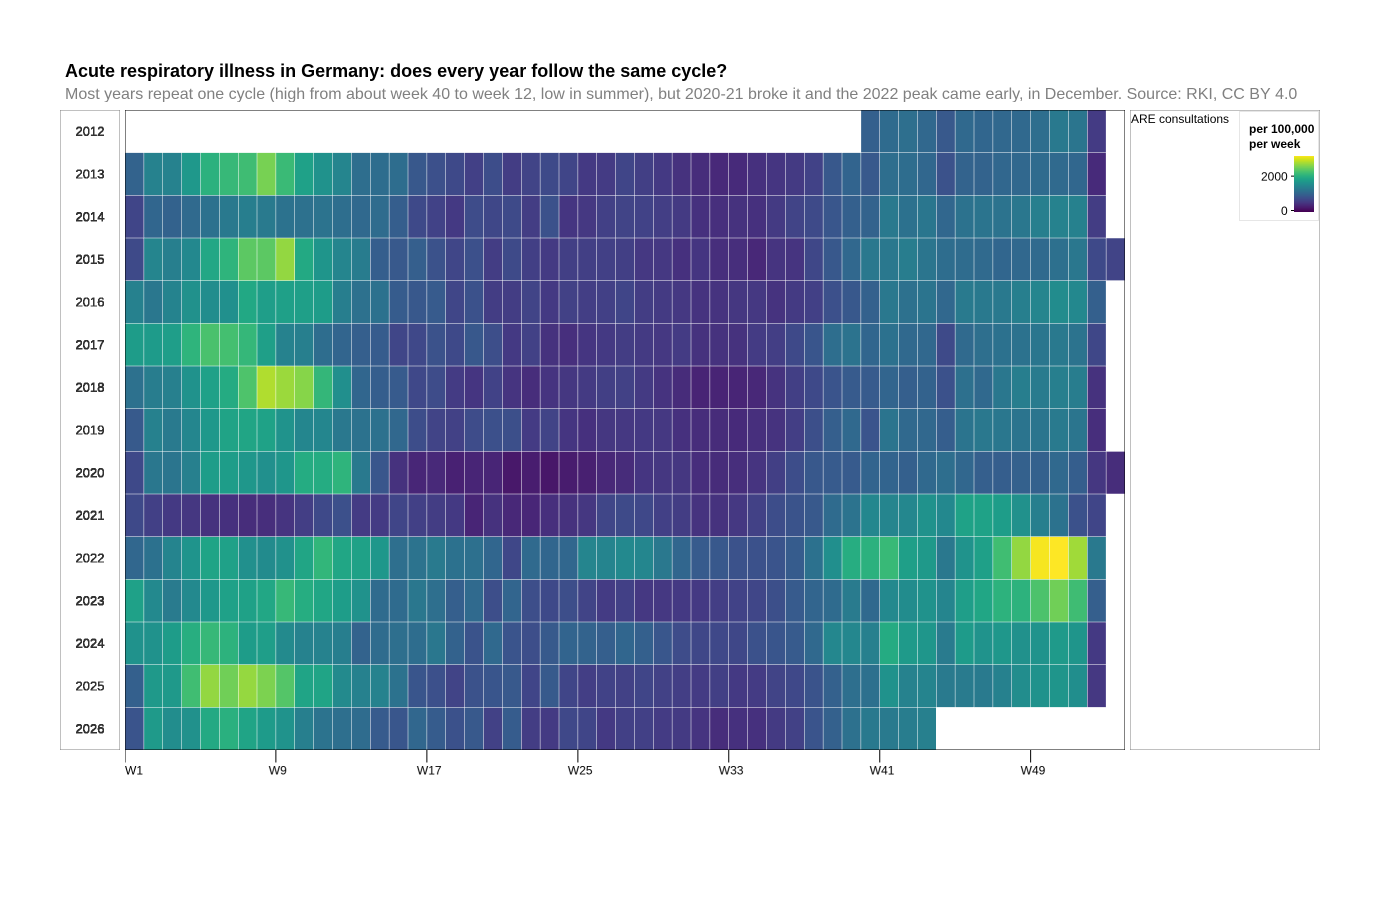 Acute respiratory illness in Germany: does every year follow the same cycle?
Most years repeat one cycle (high from about week 40 to week 12, low in summer), but 2020-21 broke it and the 2022 peak came early, in December. Source: RKI, CC BY 4.0
ARE consultations
per 100,000
per week
2000
0
2012
2013
2014
2015
2016
2017
2018
2019
2020
2021
2022
2023
2024
2025
2026
W1 W9 W17 W25 W33 W41 W49